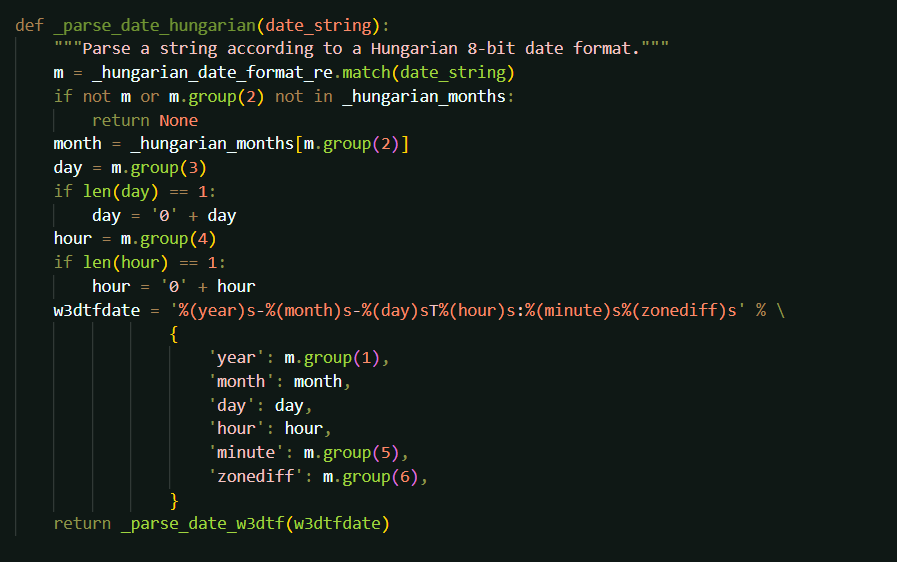 def _parse_date_hungarian(date_string):
    """Parse a string according to a Hungarian 8-bit date format."""
    m = _hungarian_date_format_re.match(date_string)
    if not m or m.group(2) not in _hungarian_months:
        return None
    month = _hungarian_months[m.group(2)]
    day = m.group(3)
    if len(day) == 1:
        day = '0' + day
    hour = m.group(4)
    if len(hour) == 1:
        hour = '0' + hour
    w3dtfdate = '%(year)s-%(month)s-%(day)sT%(hour)s:%(minute)s%(zonediff)s' % \
                {
                    'year': m.group(1),
                    'month': month,
                    'day': day,
                    'hour': hour,
                    'minute': m.group(5),
                    'zonediff': m.group(6),
                }
    return _parse_date_w3dtf(w3dtfdate)